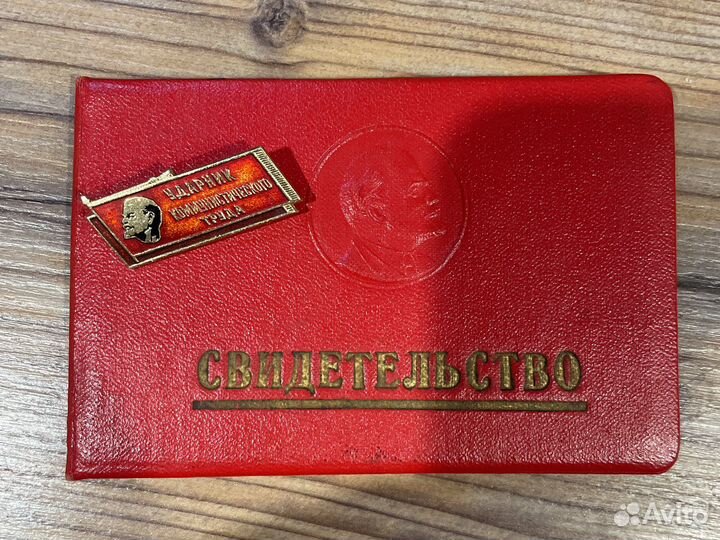 УДАРНИК
КОММУНИСТИЧЕСКОГО
ТРУДА
СВИДЕТЕЛЬСТВО
Avito